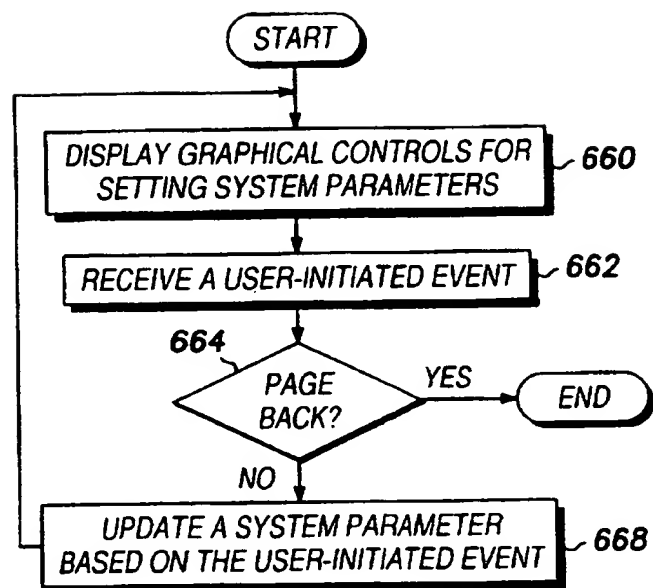 START
DISPLAY GRAPHICAL CONTROLS FOR
SETTING SYSTEM PARAMETERS
660
RECEIVE A USER-INITIATED EVENT
662
664
PAGE
BACK?
YES
END
NO
UPDATE A SYSTEM PARAMETER
BASED ON THE USER-INITIATED EVENT
668